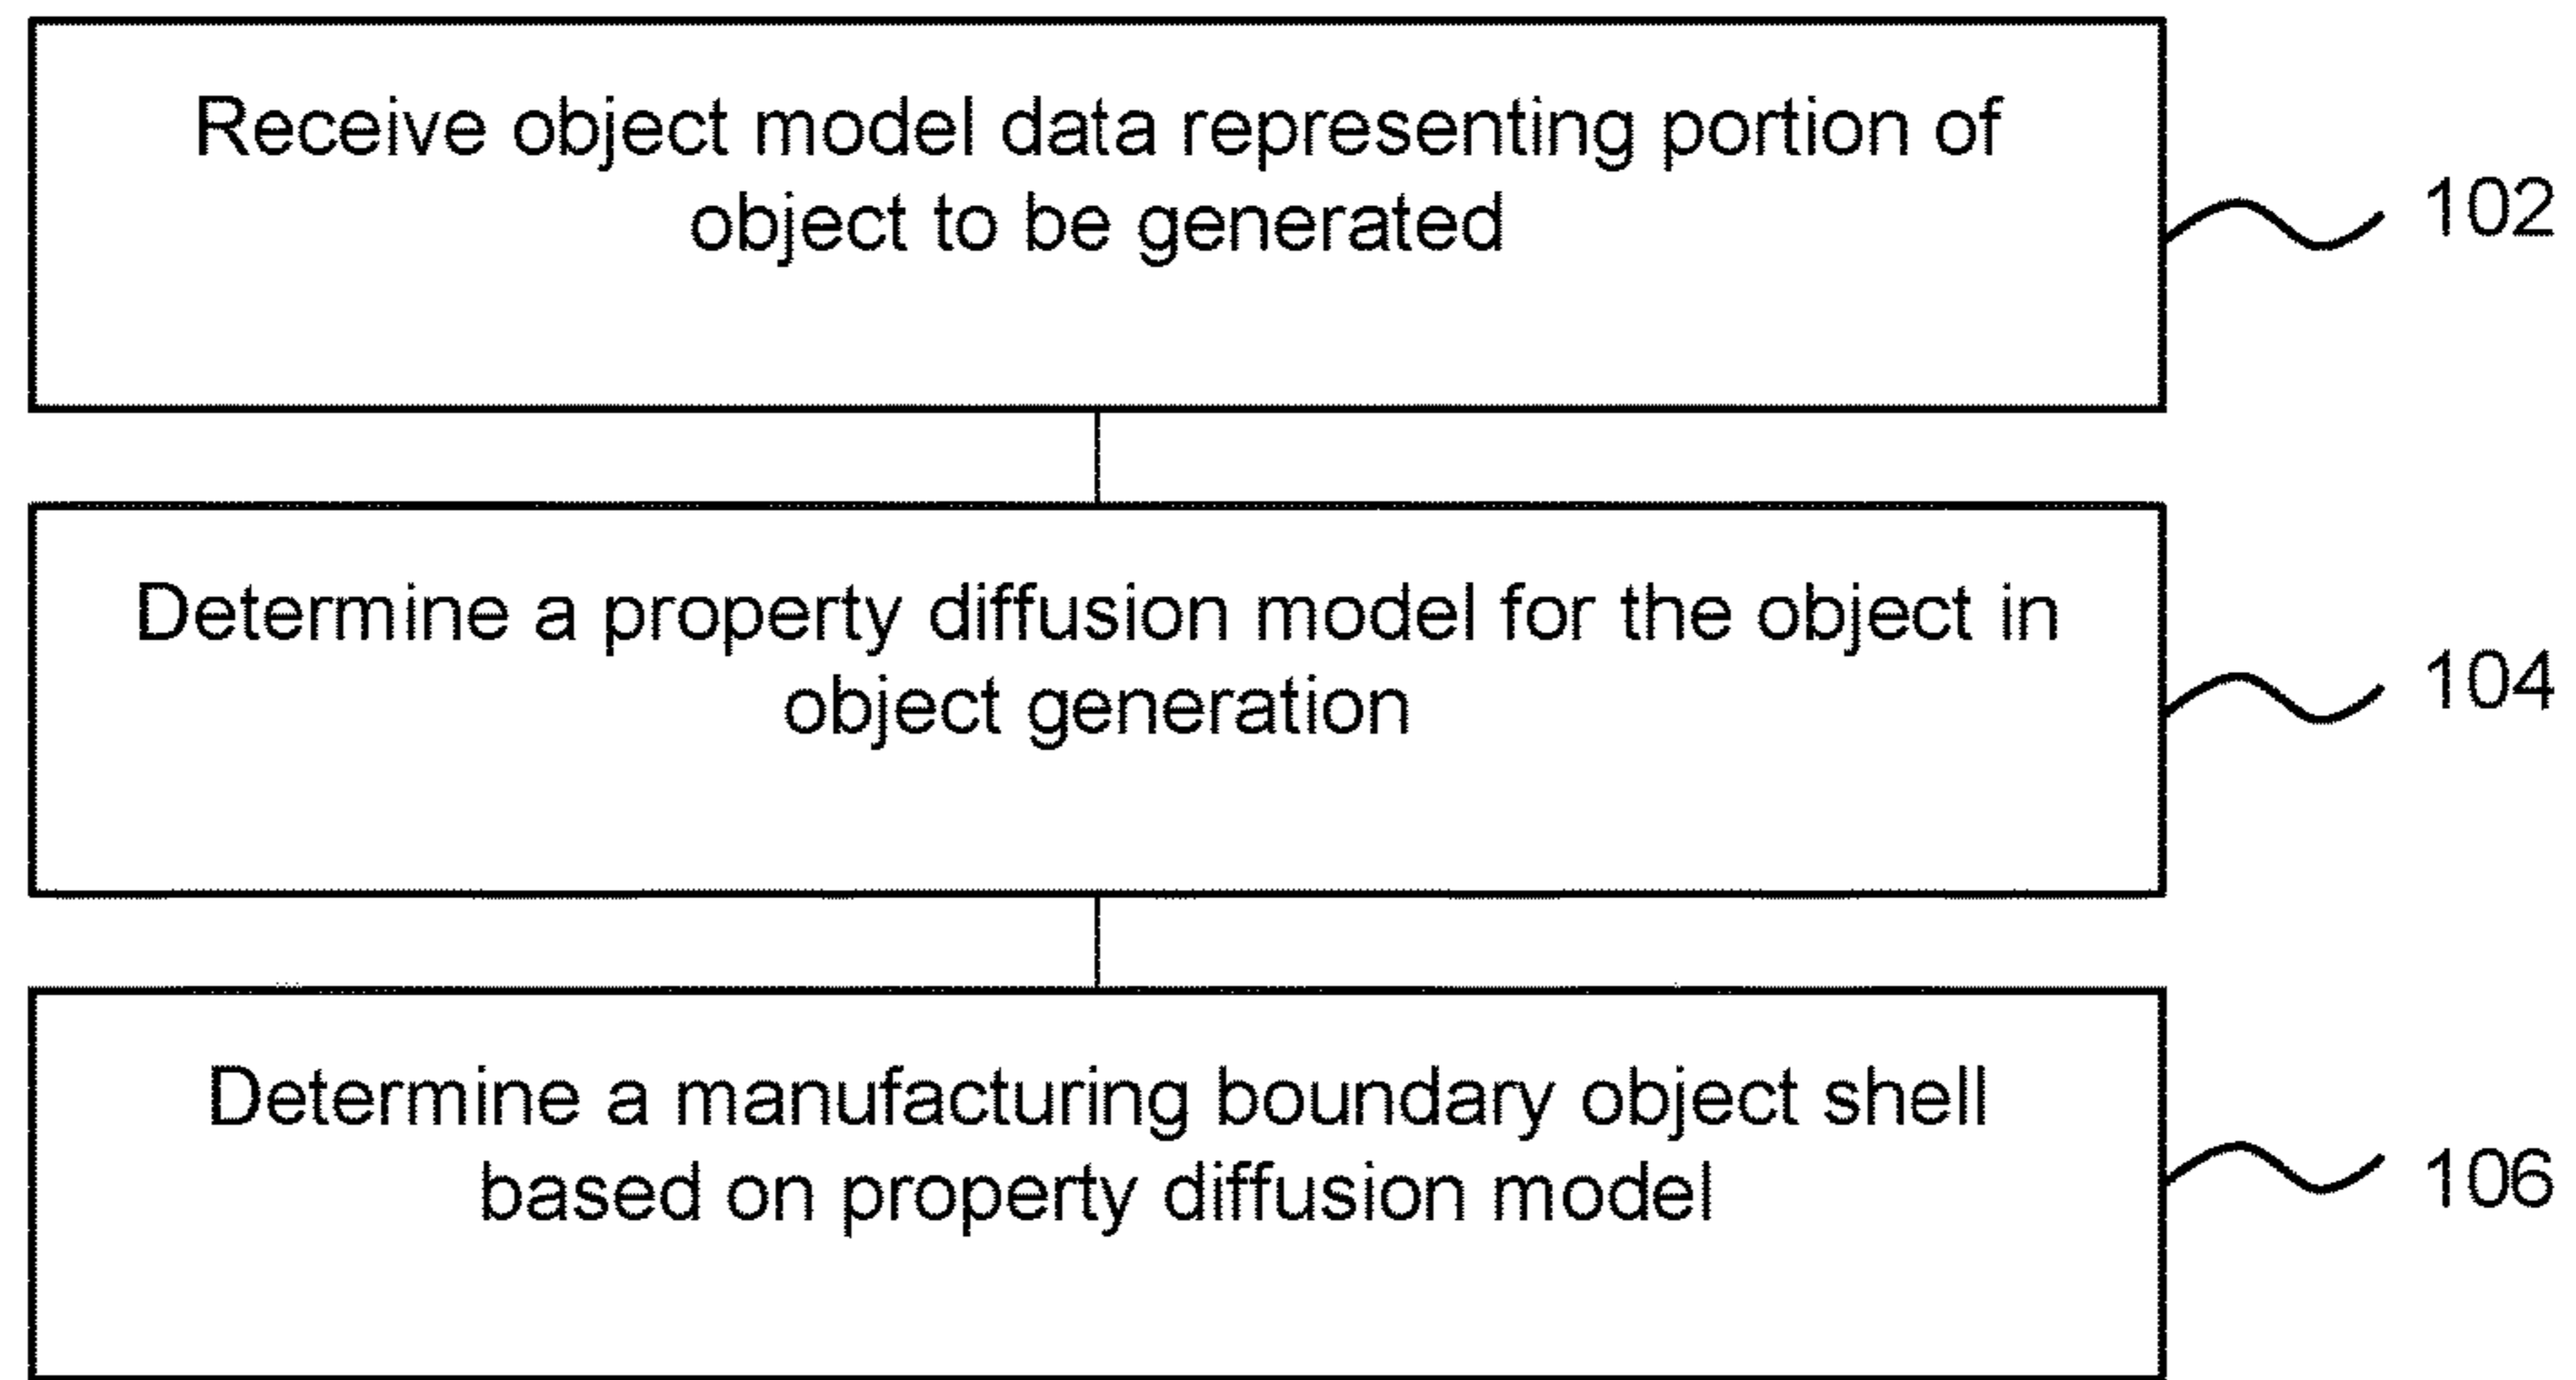 Receive object model data representing portion of
object to be generated
102
Determine a property diffusion model for the object in
object generation
104
Determine a manufacturing boundary object shell
based on property diffusion model
106